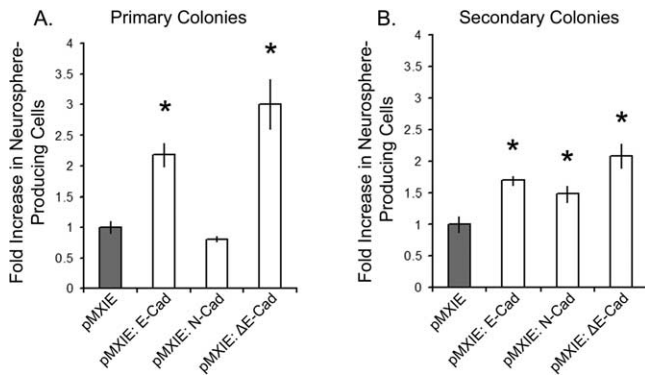 A. Primary Colonies
Fold Increase in Neurosphere-
Producing Cells
4
3.5
3
2.5
2
1.5
1
0.5
0
*
*
pMXIE
pMXIE: E-Cad
pMXIE: N-Cad
pMXIE: ΔE-Cad
B. Secondary Colonies
Fold Increase in Neurosphere-
Producing Cells
4
3.5
3
2.5
2
1.5
1
0.5
0
*
*
*
pMXIE
pMXIE: E-Cad
pMXIE: N-Cad
pMXIE: ΔE-Cad